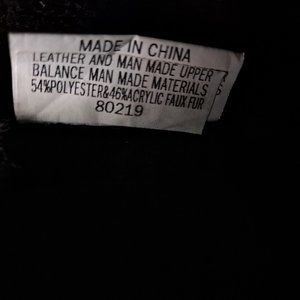 MADE IN CHINA
LEATHER AND MAN MADE UPPER
BALANCE MAN MADE MATERIALS
54%POLYESTER&46%ACRYLIC FAUX FUR
80219